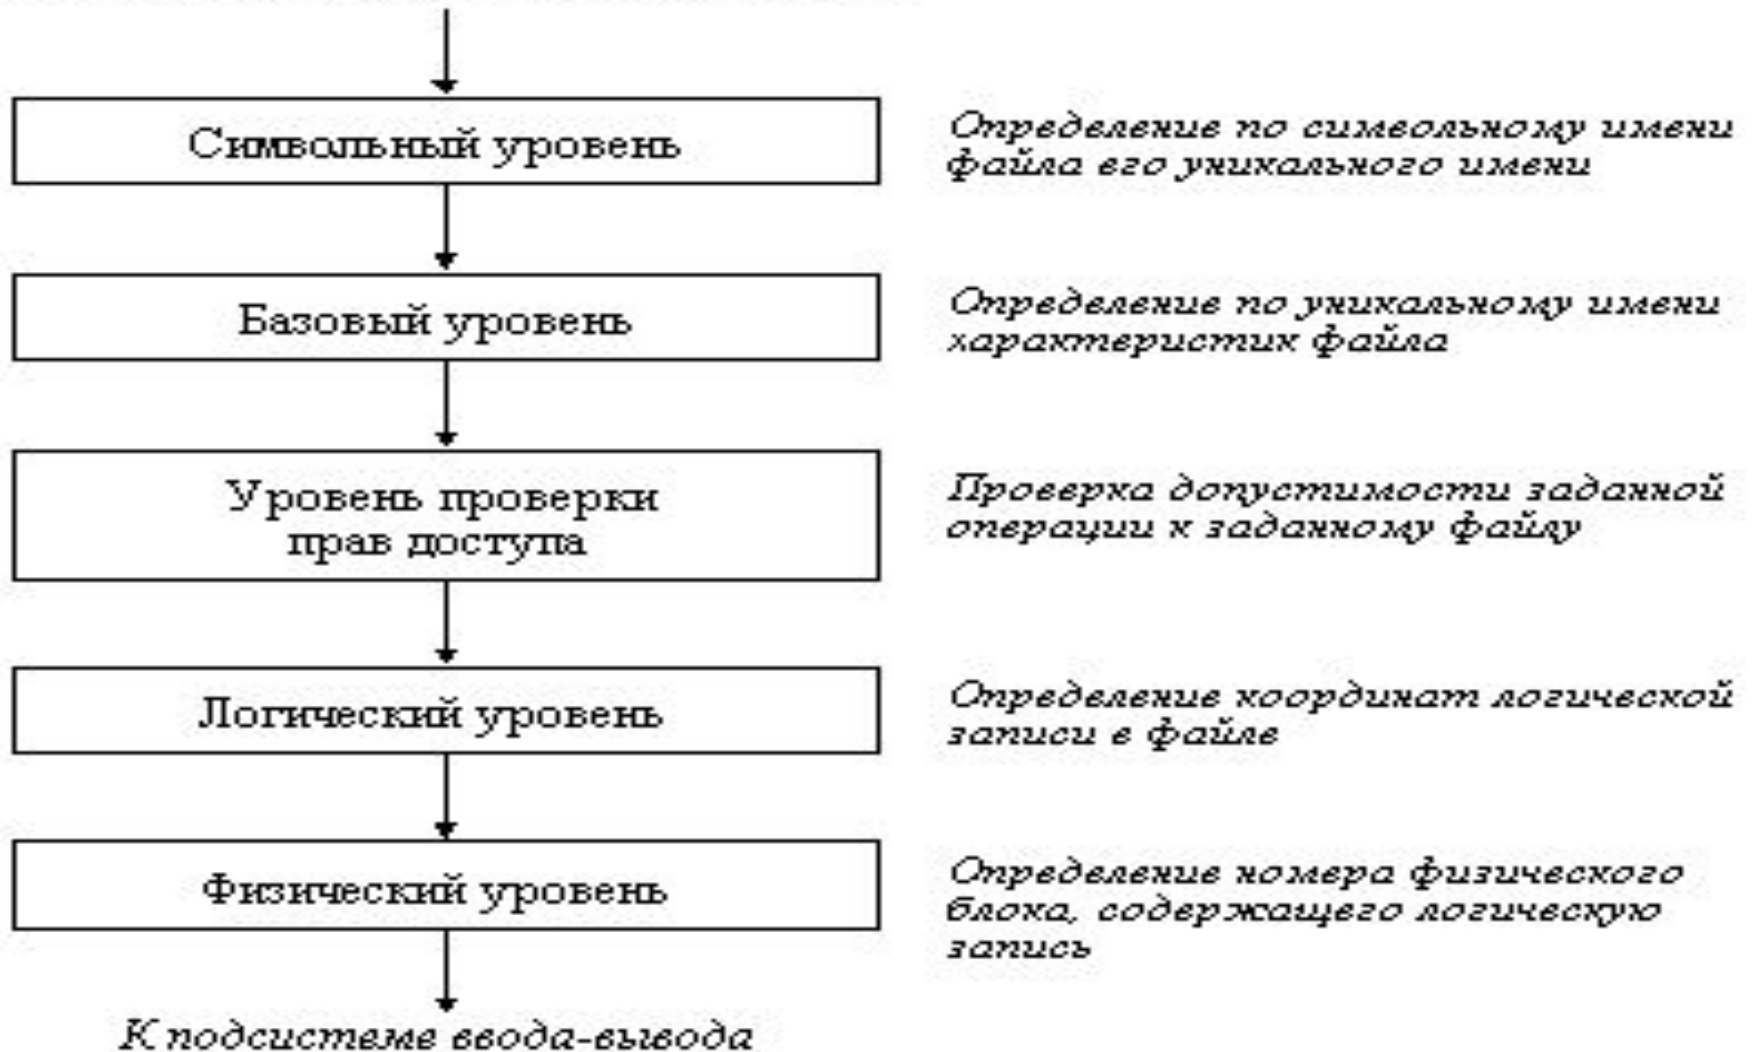 Символьный уровень
Определение по символьному имени
файла его уникального имени
Базовый уровень
Определение по уникальному имени
характеристик файла
Уровень проверки
прав доступа
Проверка допустимости заданной
операции к заданному файлу
Логический уровень
Определение координат логической
записи в файле
Физический уровень
Определение номера физического
блока, содержащего логическую
запись
К подсистеме ввода-вывода